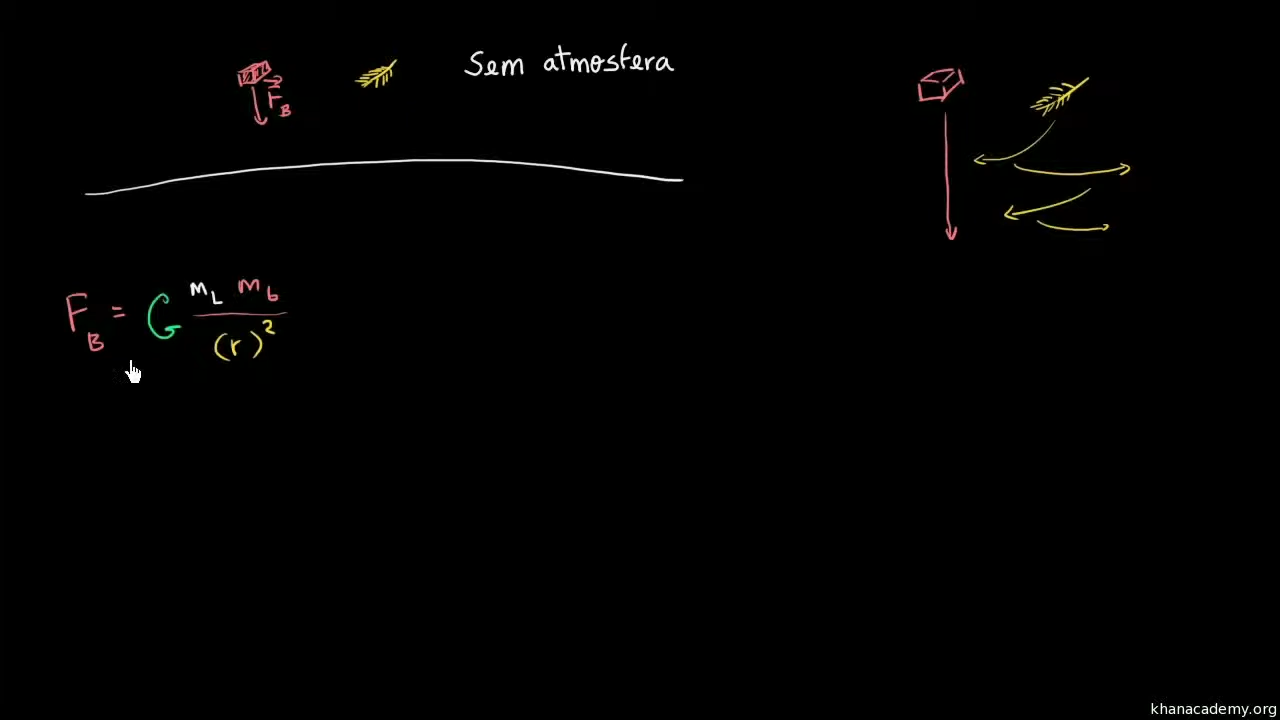 Sem atmosfera
F_B
F_B = G m_L m_b / (r)^2
khanacademy.org